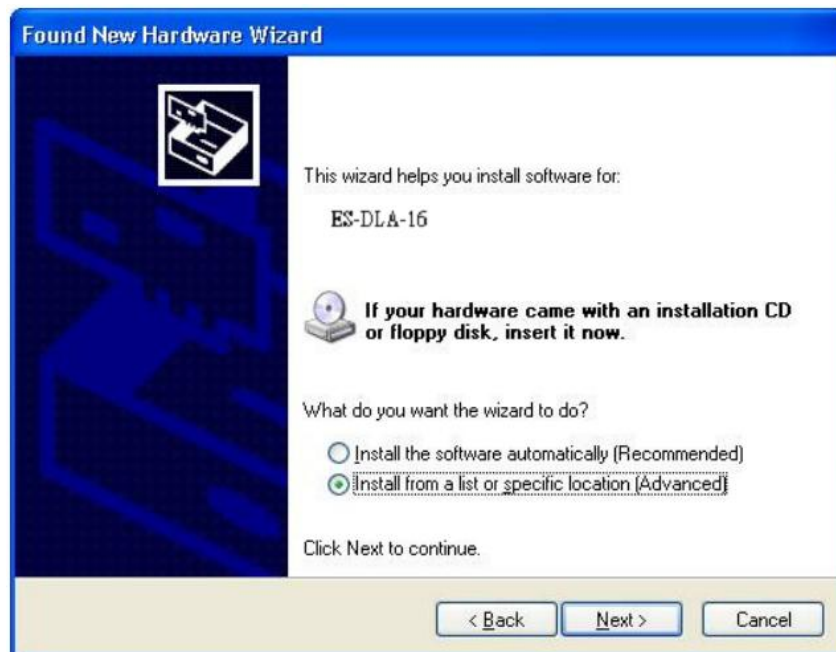 Found New Hardware Wizard
This wizard helps you install software for:
ES-DLA-16
If your hardware came with an installation CD
or floppy disk, insert it now.
What do you want the wizard to do?
Install the software automatically (Recommended)
Install from a list or specific location (Advanced)
Click Next to continue.
< Back Next > Cancel